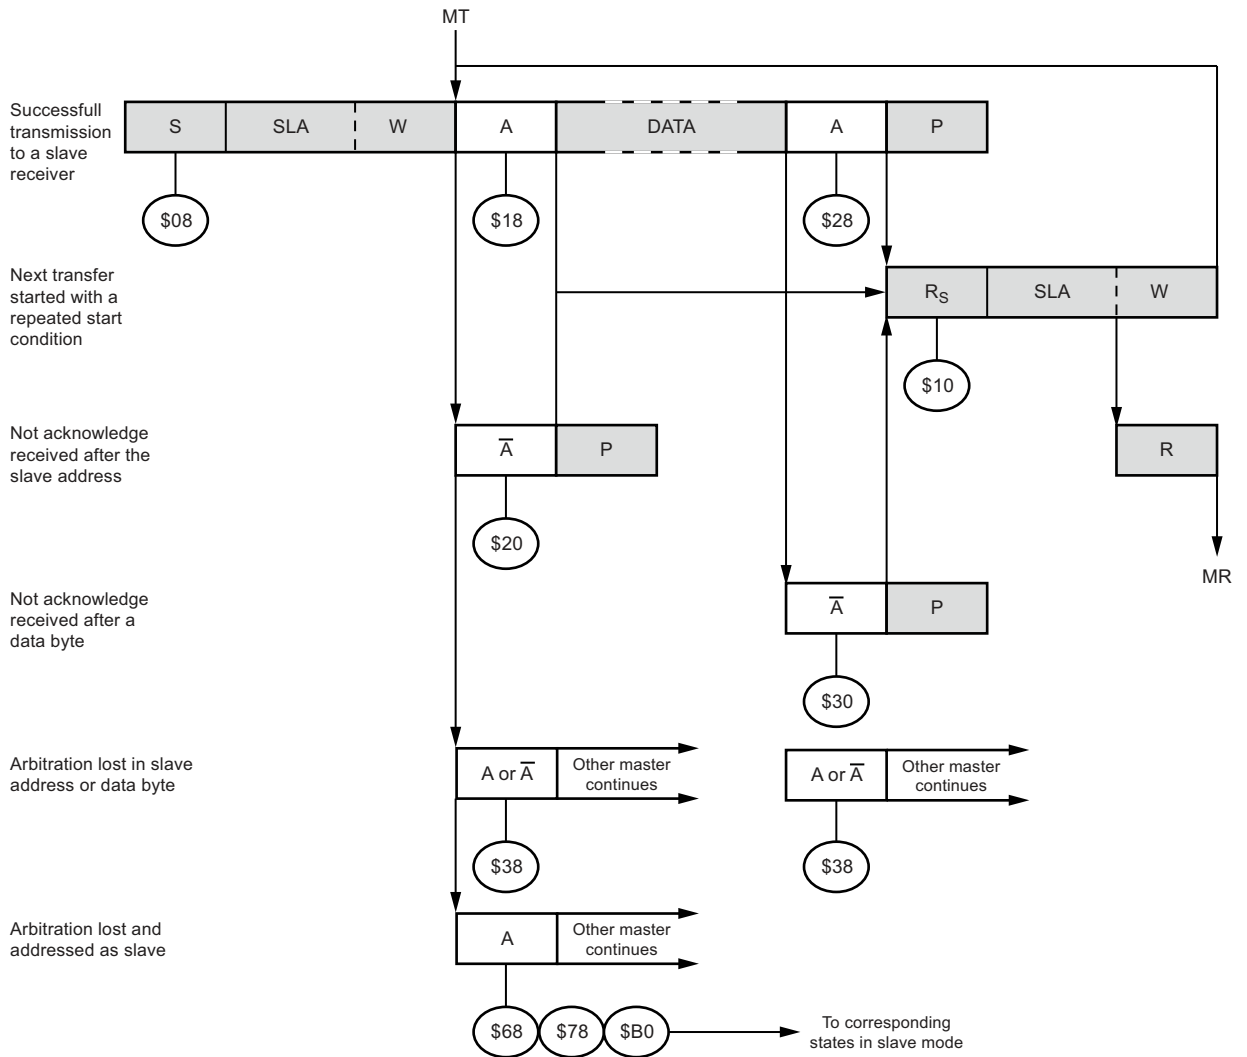 MT
Successfull
transmission
to a slave
receiver
S SLA W A DATA A P
$08 $18 $28
Next transfer
started with a
repeated start
condition
RS SLA W
$10
Not acknowledge
received after the
slave address
A̅ P
R
$20
MR
Not acknowledge
received after a
data byte
A̅ P
$30
Arbitration lost in slave
address or data byte
A or A̅
Other master
continues
A or A̅
Other master
continues
$38 $38
Arbitration lost and
addressed as slave
A
Other master
continues
$68 $78 $B0
To corresponding
states in slave mode